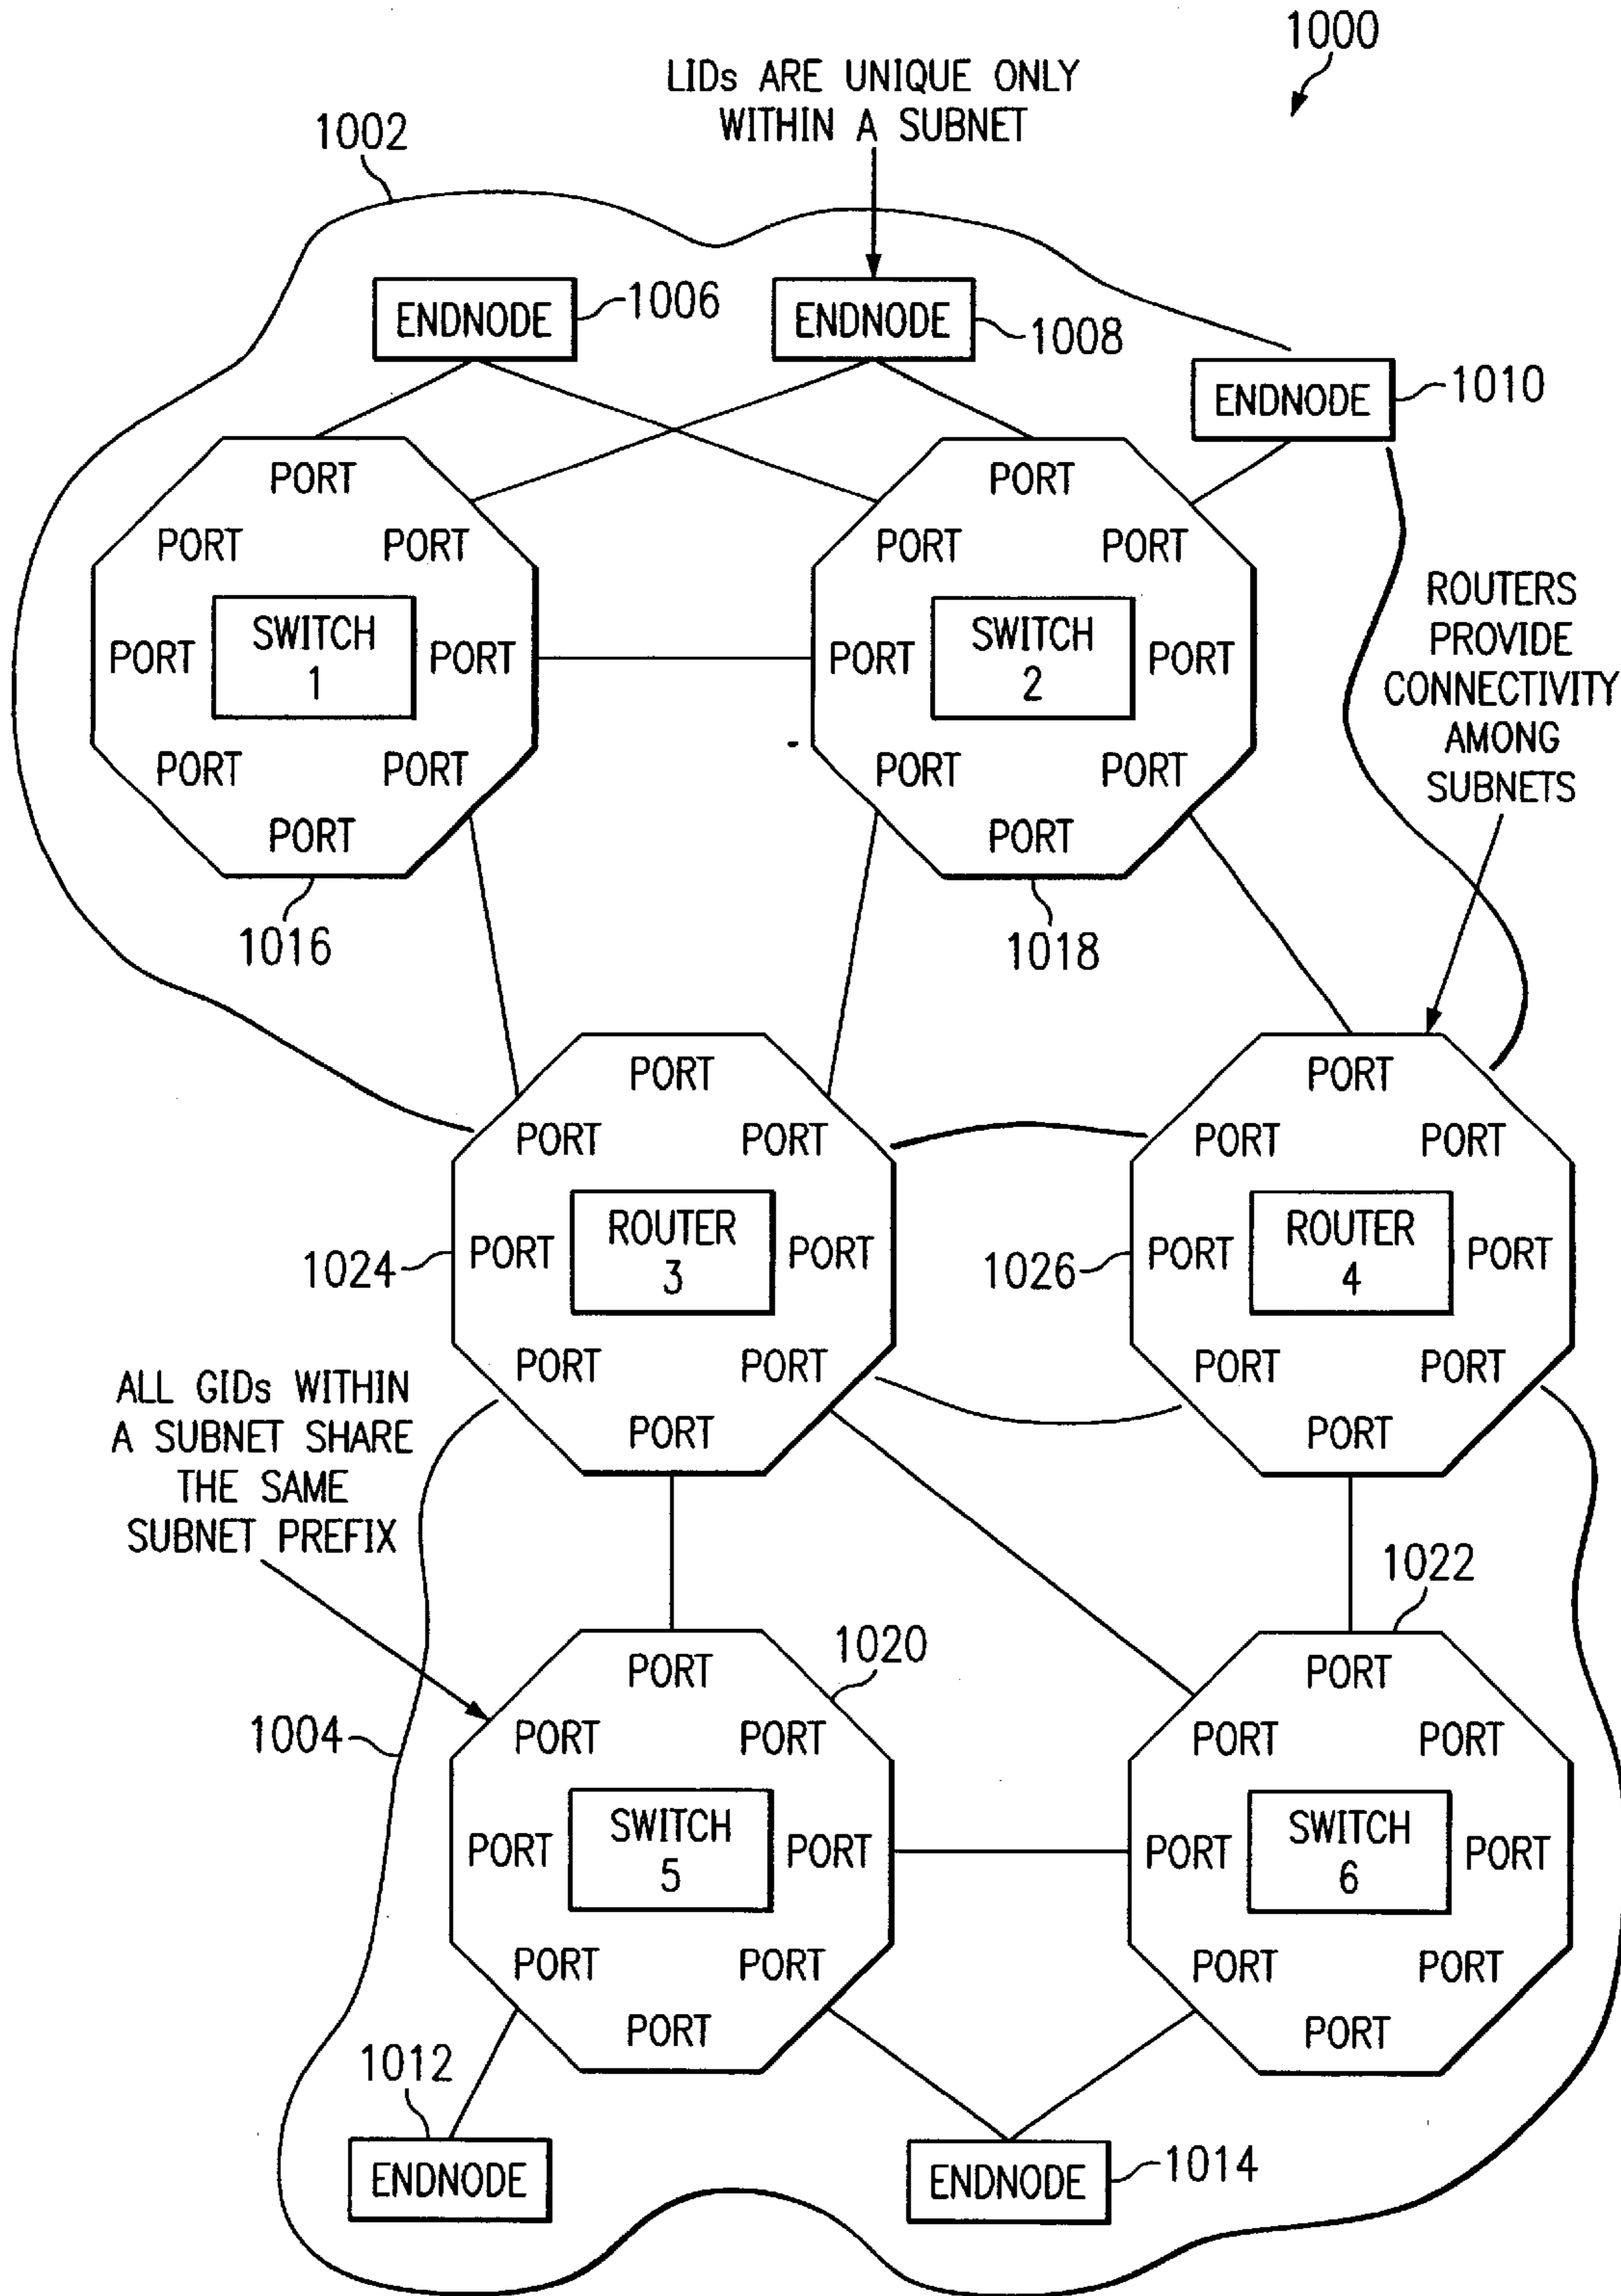 1000
LIDs ARE UNIQUE ONLY
WITHIN A SUBNET
1002
ENDNODE
1006
ENDNODE
1008
ENDNODE
1010
PORT
PORT PORT
PORT
SWITCH
1
PORT
PORT PORT
PORT
1016
PORT
PORT PORT
PORT
SWITCH
2
PORT
PORT PORT
PORT
1018
ROUTERS
PROVIDE
CONNECTIVITY
AMONG
SUBNETS
PORT
PORT PORT
1024
PORT
ROUTER
3
PORT
PORT PORT
PORT
PORT
PORT PORT
1026
PORT
ROUTER
4
PORT
PORT PORT
PORT
ALL GIDs WITHIN
A SUBNET SHARE
THE SAME
SUBNET PREFIX
1004
1020
PORT
PORT PORT
PORT
SWITCH
5
PORT
PORT PORT
PORT
1022
PORT
PORT PORT
PORT
SWITCH
6
PORT
PORT PORT
PORT
1012
ENDNODE
ENDNODE
1014